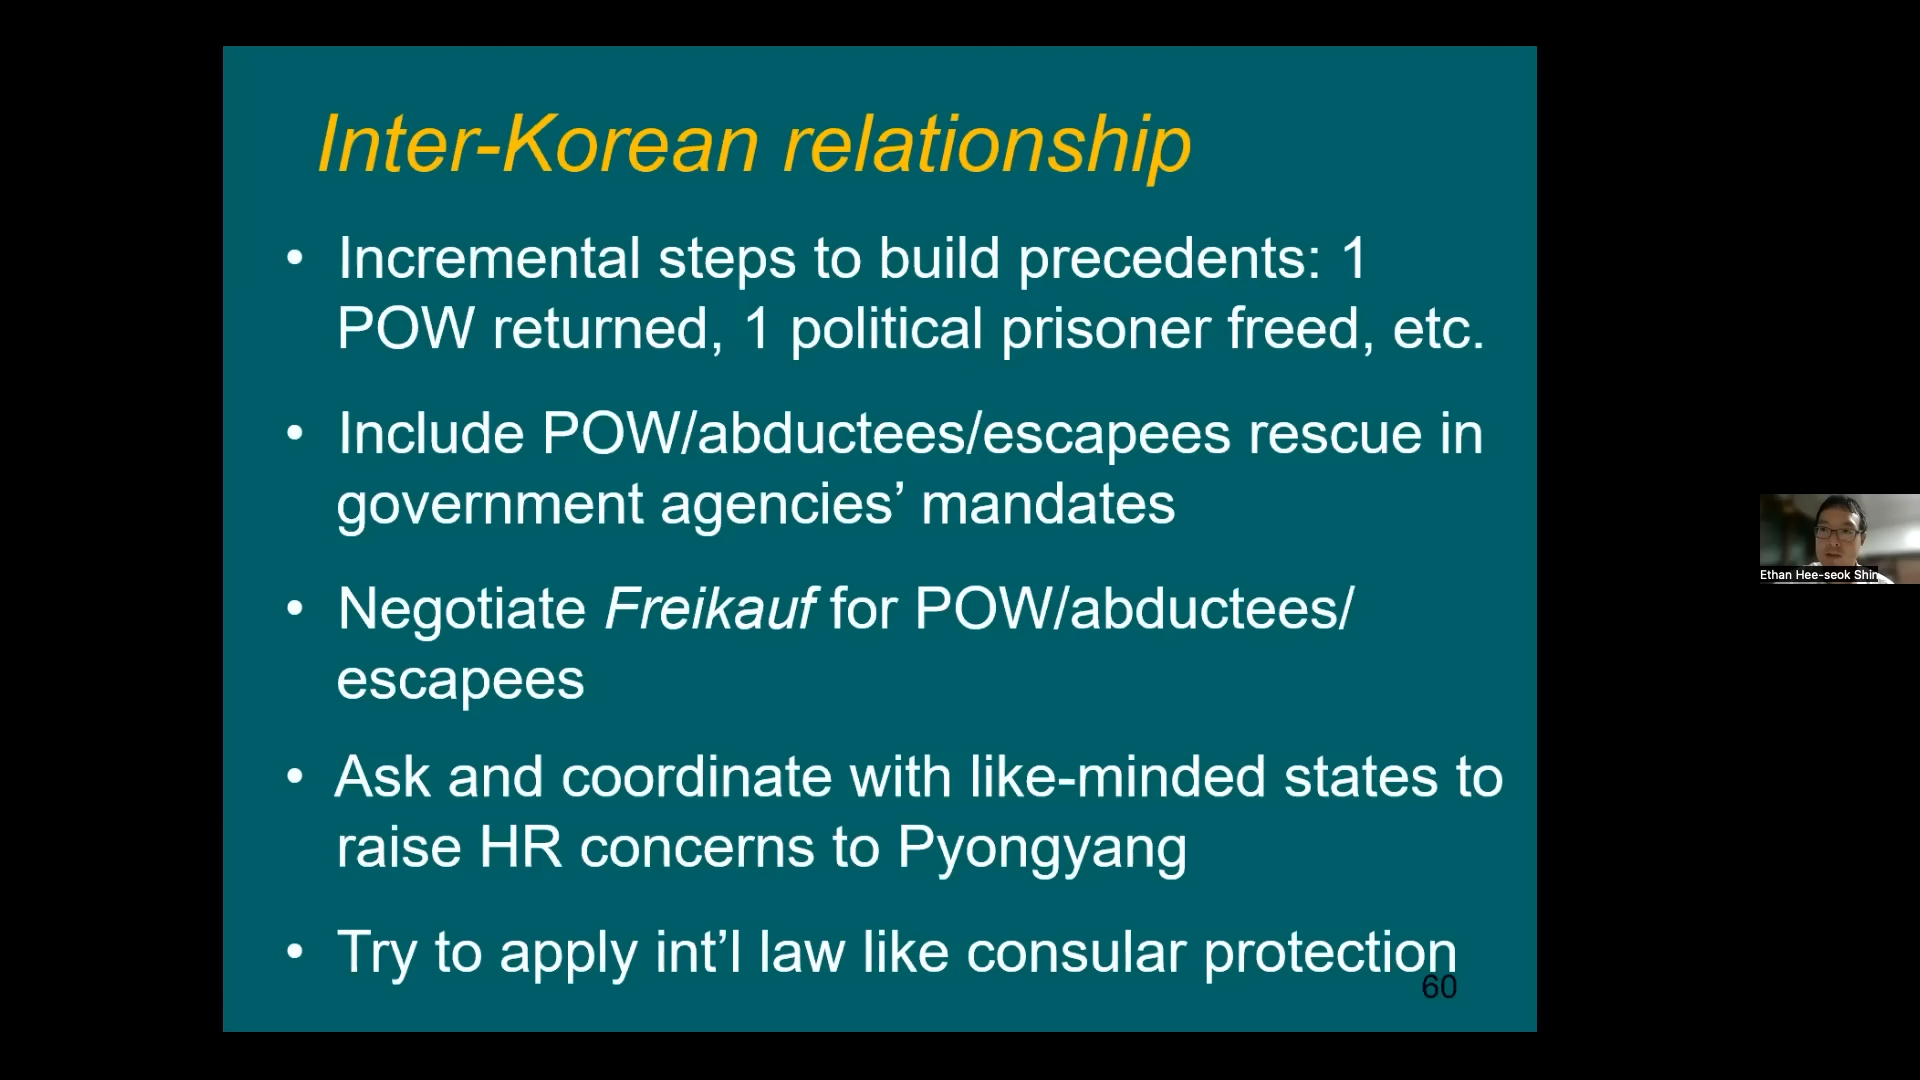 Inter-Korean relationship
• Incremental steps to build precedents: 1
POW returned, 1 political prisoner freed, etc.
• Include POW/abductees/escapees rescue in
government agencies’ mandates
• Negotiate Freikauf for POW/abductees/
escapees
• Ask and coordinate with like-minded states to
raise HR concerns to Pyongyang
• Try to apply int’l law like consular protection
60
Ethan Hee-seok Shin